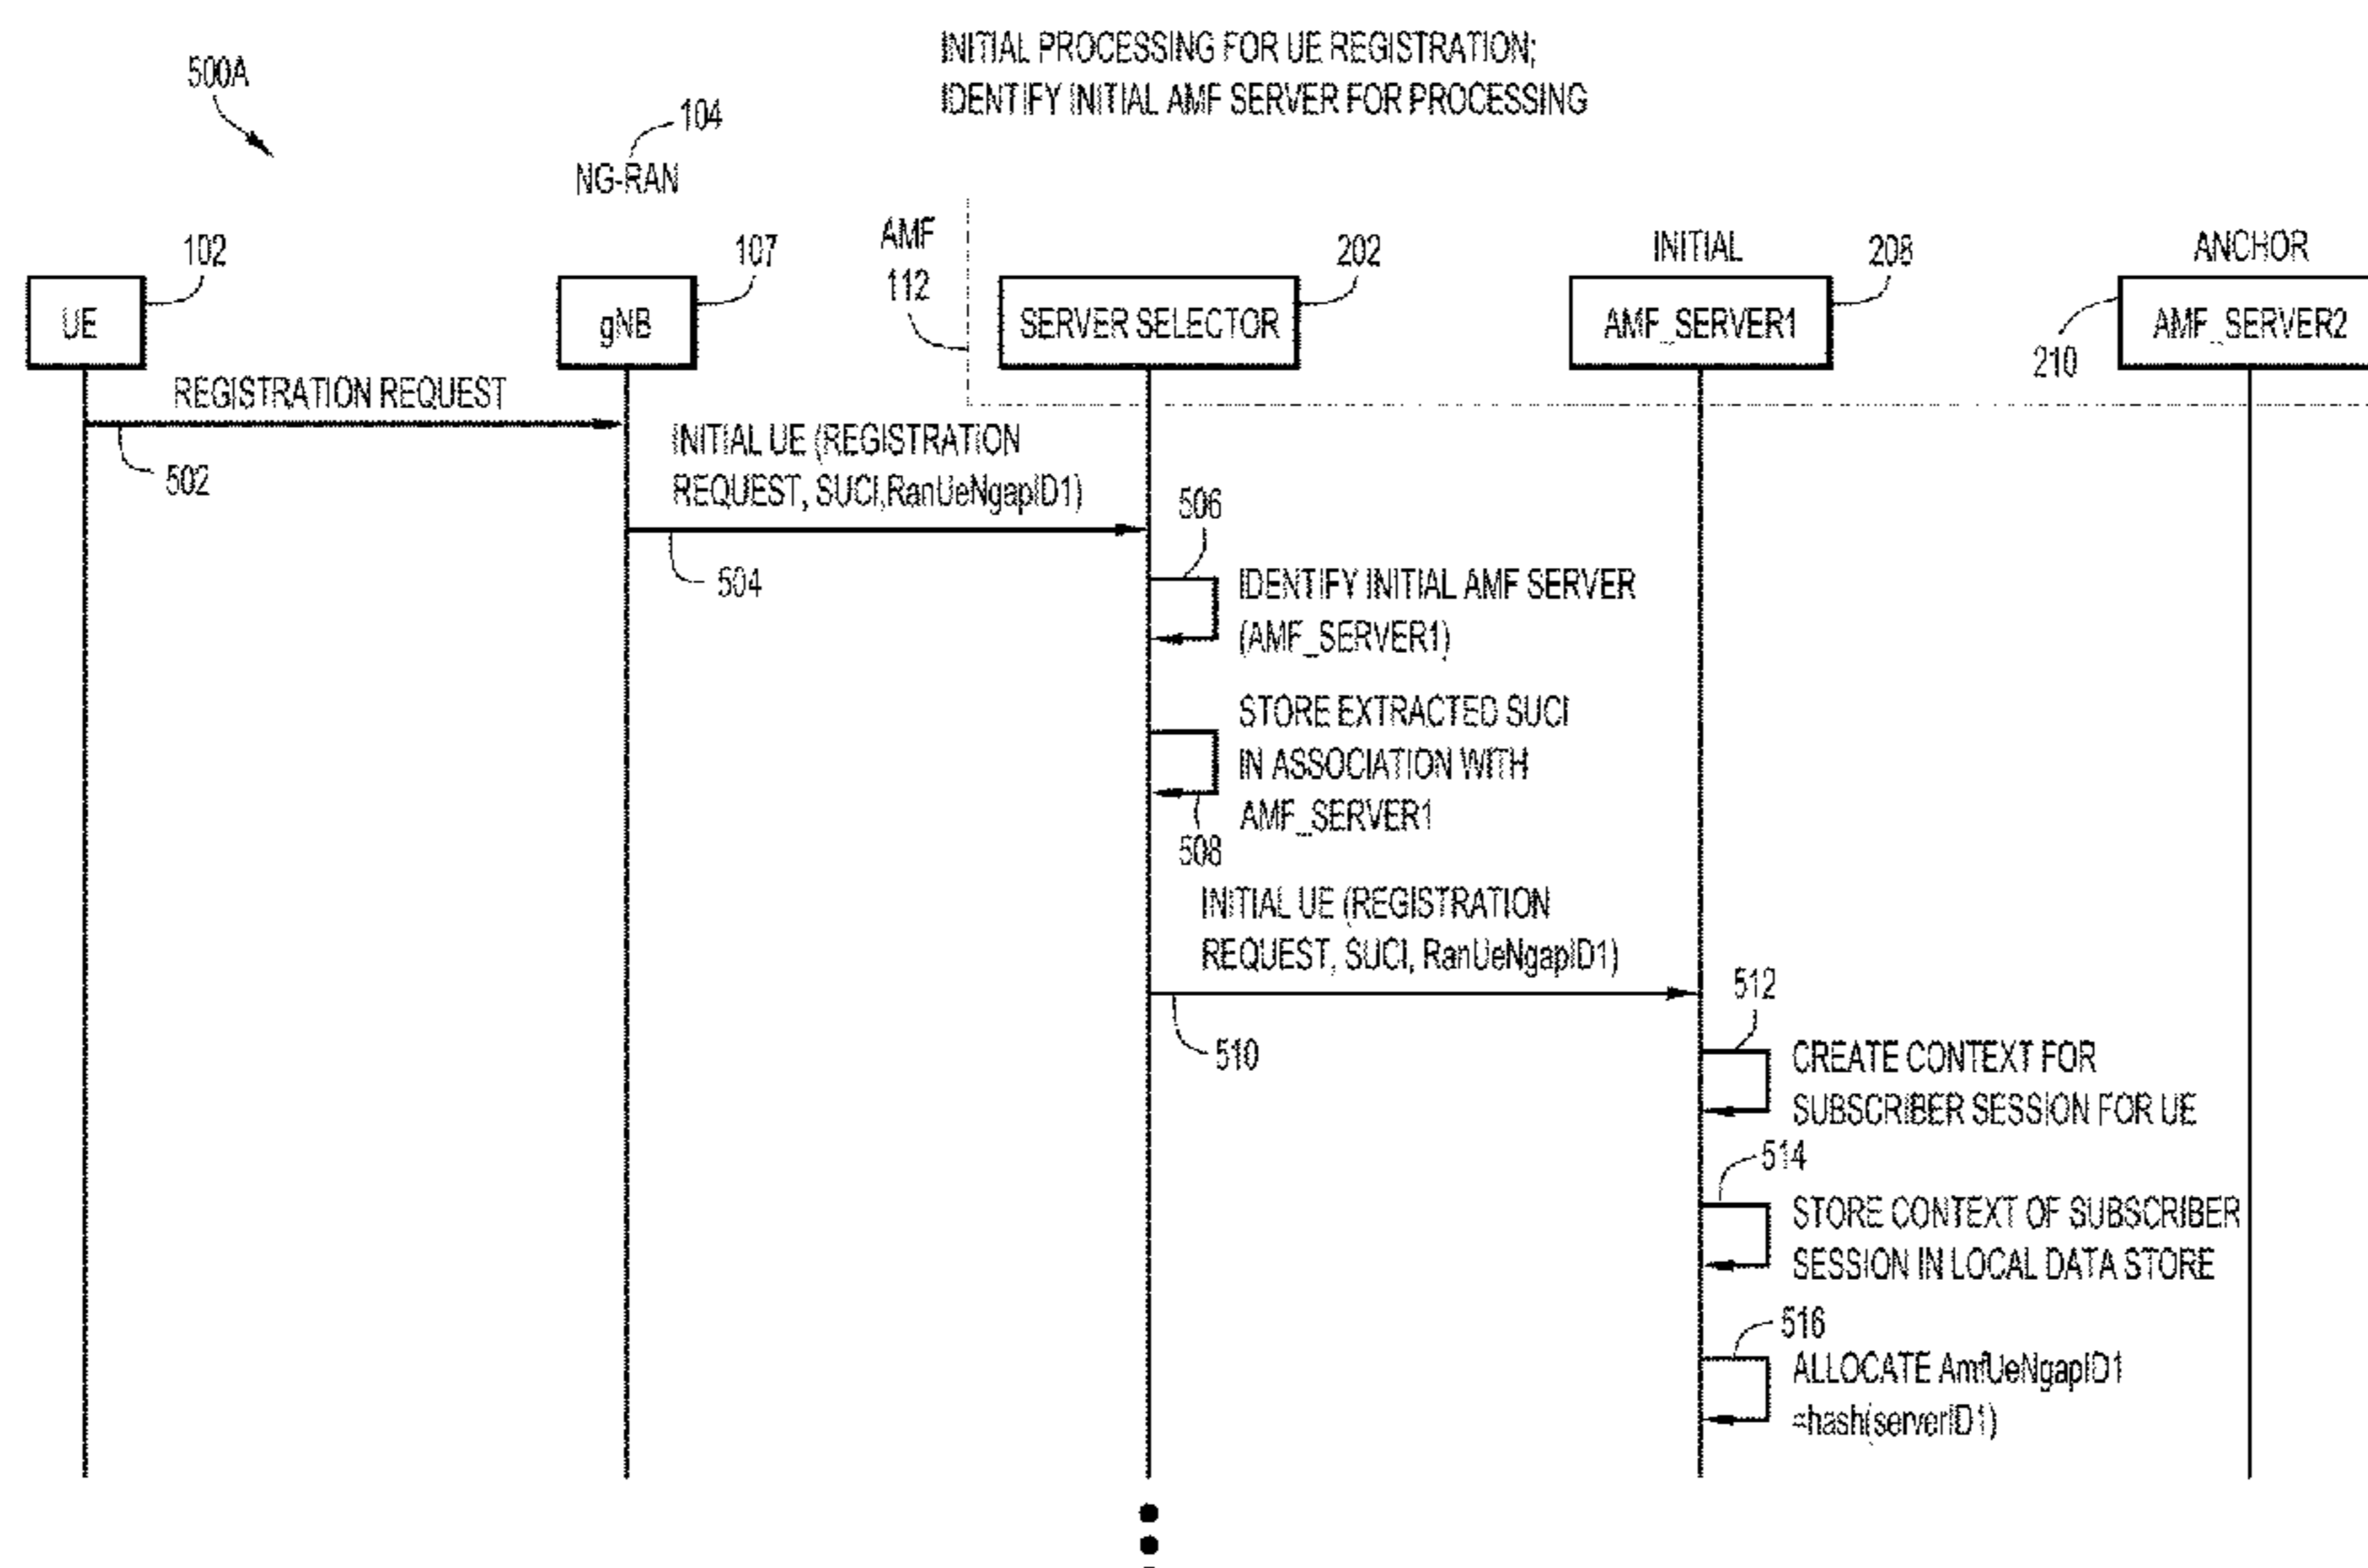 INITIAL PROCESSING FOR UE REGISTRATION;
IDENTIFY INITIAL AMF SERVER FOR PROCESSING
500A
104
NG-RAN
AMF
112
102
107
202
INITIAL
208
ANCHOR
210
UE
gNB
SERVER SELECTOR
AMF_SERVER1
AMF_SERVER2
REGISTRATION REQUEST
502
INITIAL UE (REGISTRATION
REQUEST, SUCI,RanUeNgapID1)
504
506
IDENTIFY INITIAL AMF SERVER
(AMF_SERVER1)
STORE EXTRACTED SUCI
IN ASSOCIATION WITH
AMF_SERVER1
508
INITIAL UE (REGISTRATION
REQUEST, SUCI, RanUeNgapID1)
510
512
CREATE CONTEXT FOR
SUBSCRIBER SESSION FOR UE
514
STORE CONTEXT OF SUBSCRIBER
SESSION IN LOCAL DATA STORE
516
ALLOCATE AmfUeNgapID1
=hash(serverID1)